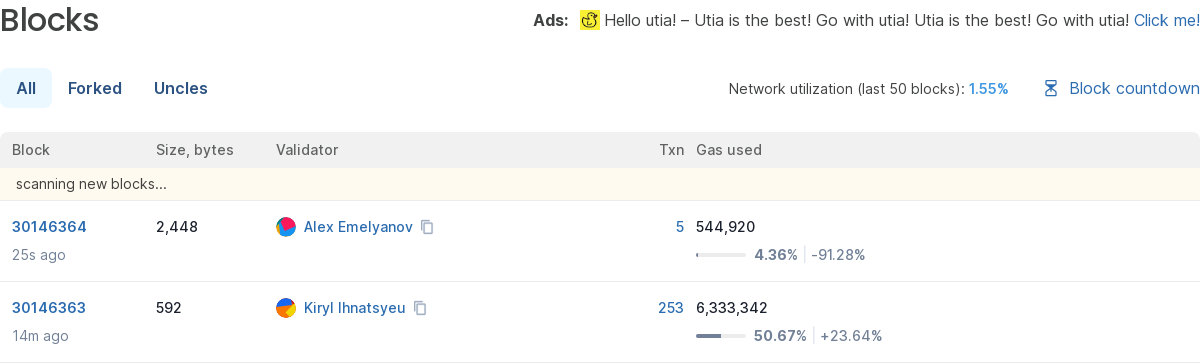 Blocks
Ads: Hello utia! – Utia is the best! Go with utia! Utia is the best! Go with utia! Click me!
All Forked Uncles Network utilization (last 50 blocks): 1.55% Block countdown
Block Size, bytes Validator Txn Gas used
scanning new blocks...
30146364 2,448 Alex Emelyanov 5 544,920
25s ago 4.36% -91.28%
30146363 592 Kiryl Ihnatsyeu 253 6,333,342
14m ago 50.67% +23.64%